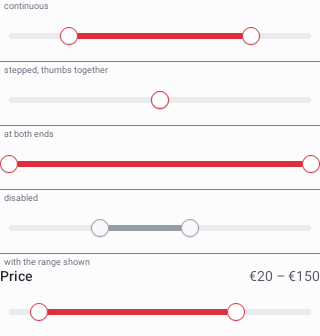 continuous
stepped, thumbs together
at both ends
disabled
with the range shown
Price €20 – €150